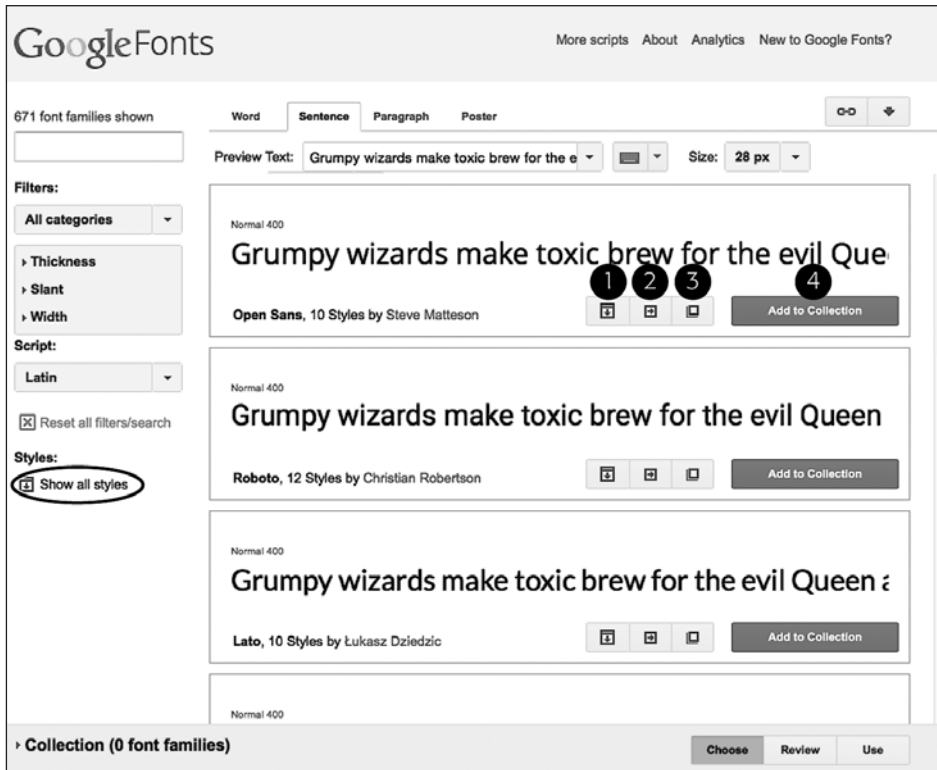 GoogleFonts
More scripts About Analytics New to Google Fonts?
671 font families shown
Word Sentence Paragraph Poster
Preview Text: Grumpy wizards make toxic brew for the e Size: 28 px
Filters:
All categories
Thickness
Slant
Width
Script:
Latin
Reset all filters/search
Styles:
Show all styles
Normal 400
Grumpy wizards make toxic brew for the evil Que
1 2 3 4
Open Sans, 10 Styles by Steve Matteson Add to Collection
Normal 400
Grumpy wizards make toxic brew for the evil Queen
Roboto, 12 Styles by Christian Robertson Add to Collection
Normal 400
Grumpy wizards make toxic brew for the evil Queen a
Lato, 10 Styles by Łukasz Dziedzic Add to Collection
Normal 400
Collection (0 font families) Choose Review Use